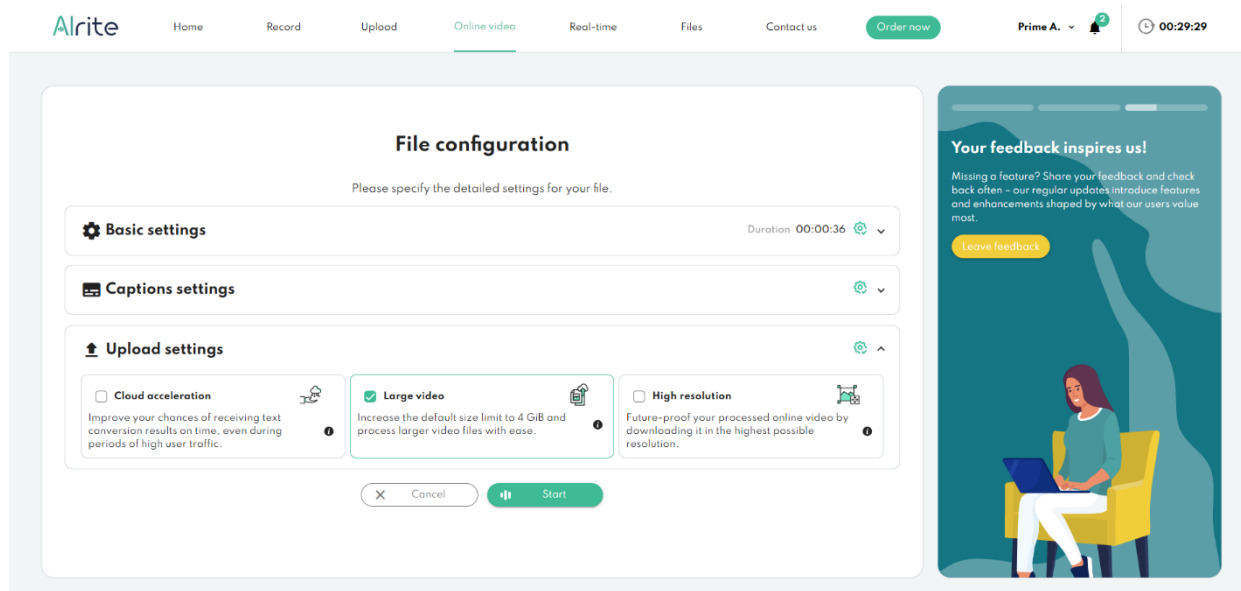 AIrite
Home Record Upload Online video Real-time Files Contact us Order now Prime A. 2 00:29:29
File configuration
Please specify the detailed settings for your file.
Basic settings Duration 00:00:36
Captions settings
Upload settings
Cloud acceleration
Improve your chances of receiving text
conversion results on time, even during
periods of high user traffic.
Large video
Increase the default size limit to 4 GiB and
process larger video files with ease.
High resolution
Future-proof your processed online video by
downloading it in the highest possible
resolution.
Cancel Start
Your feedback inspires us!
Missing a feature? Share your feedback and check
back often – our regular updates introduce features
and enhancements shaped by what our users value
most.
Leave feedback